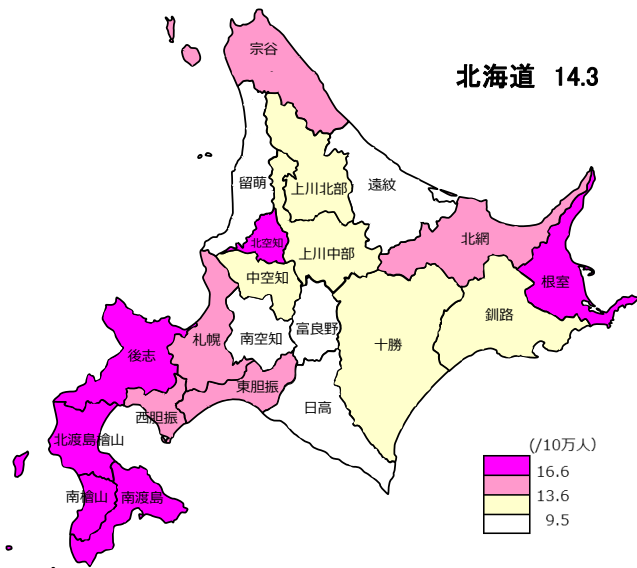 宗谷
北海道 14.3
留萌
上川北部
遠紋
北空知
上川中部
北網
中空知
根室
釧路
札幌
南空知
富良野
十勝
後志
東胆振
西胆振
日高
北渡島檜山
南檜山
南渡島
(/10万人)
16.6
13.6
9.5